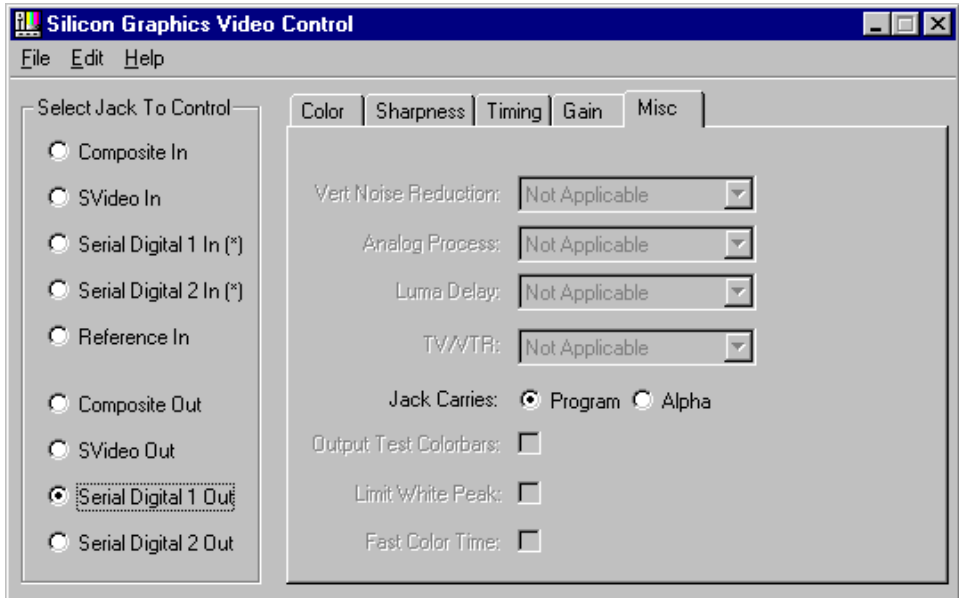 Silicon Graphics Video Control
File Edit Help
Select Jack To Control
Composite In
SVideo In
Serial Digital 1 In (*)
Serial Digital 2 In (*)
Reference In
Composite Out
SVideo Out
Serial Digital 1 Out
Serial Digital 2 Out
Color Sharpness Timing Gain Misc
Vert Noise Reduction: Not Applicable
Analog Process: Not Applicable
Luma Delay: Not Applicable
TV/VTR: Not Applicable
Jack Carries: Program Alpha
Output Test Colorbars:
Limit White Peak:
Fast Color Time: